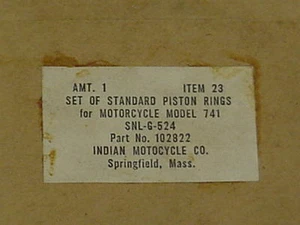 AMT. 1 ITEM 23
SET OF STANDARD PISTON RINGS
for MOTORCYCLE MODEL 741
SNL-G-524
Part No. 102822
INDIAN MOTOCYCLE CO.
Springfield, Mass.